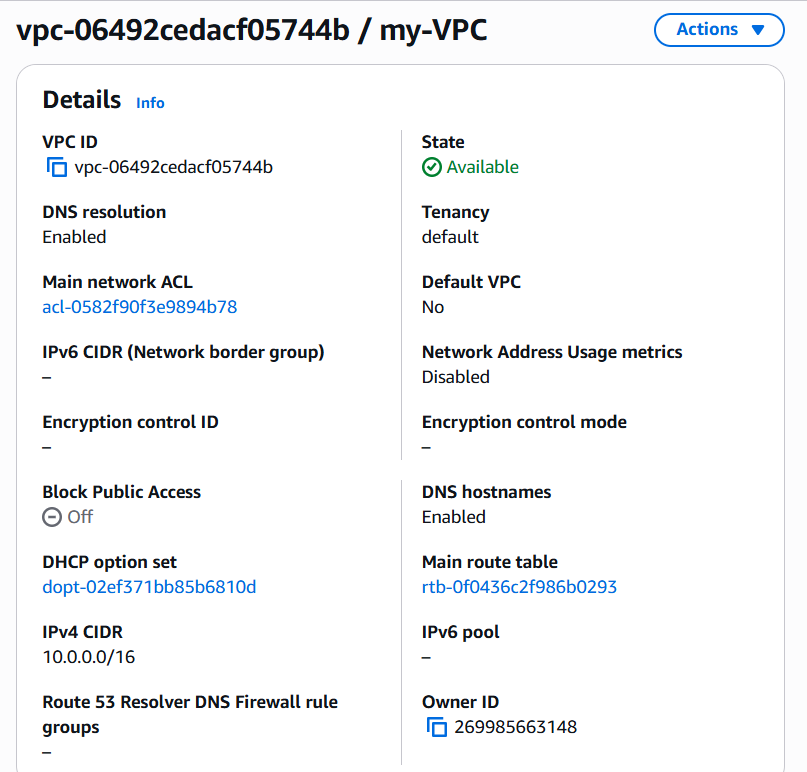 vpc-06492cedacf05744b / my-VPC
Actions
Details Info
VPC ID
vpc-06492cedacf05744b
State
Available
DNS resolution
Enabled
Tenancy
default
Main network ACL
acl-0582f90f3e9894b78
Default VPC
No
IPv6 CIDR (Network border group)
–
Network Address Usage metrics
Disabled
Encryption control ID
–
Encryption control mode
–
Block Public Access
Off
DNS hostnames
Enabled
DHCP option set
dopt-02ef371bb85b6810d
Main route table
rtb-0f0436c2f986b0293
IPv4 CIDR
10.0.0.0/16
IPv6 pool
–
Route 53 Resolver DNS Firewall rule
groups
–
Owner ID
269985663148